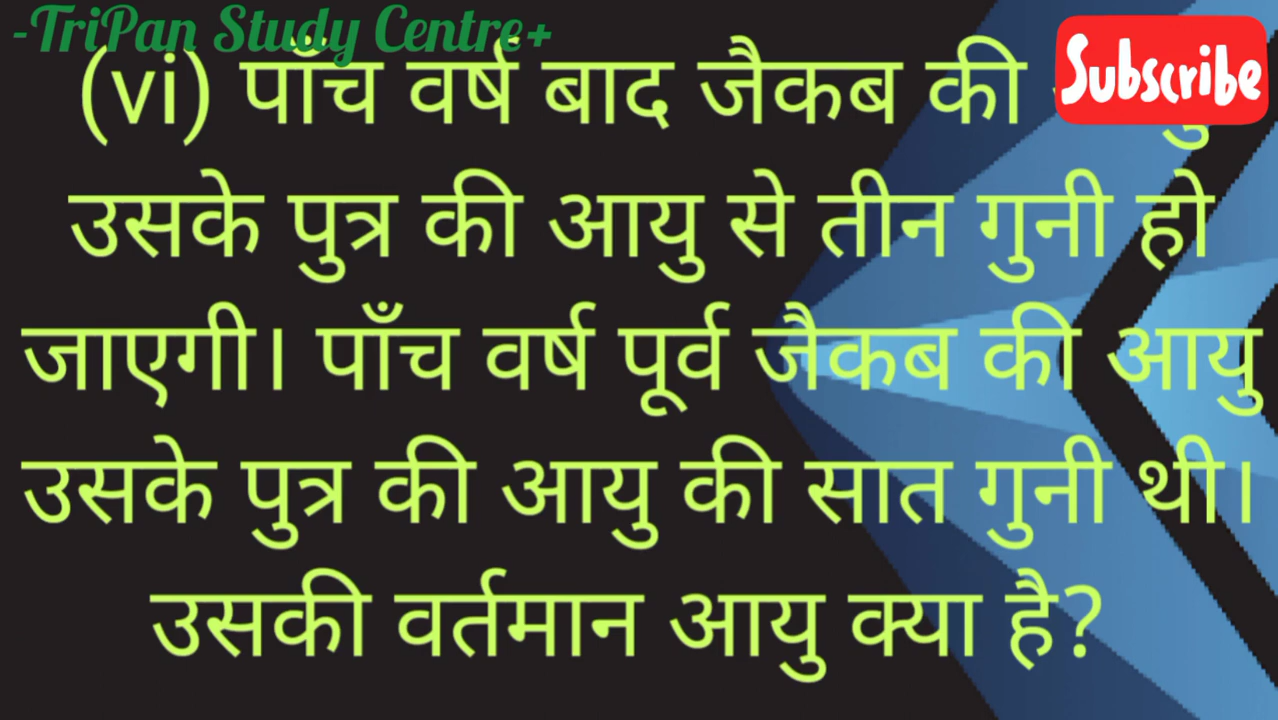 -TriPan Study Centre+
Subscribe
(vi) पाँच वर्ष बाद जैकब की
उसके पुत्र की आयु से तीन गुनी हो
जाएगी। पाँच वर्ष पूर्व जैकब की आयु
उसके पुत्र की आयु की सात गुनी थी।
उसकी वर्तमान आयु क्या है?